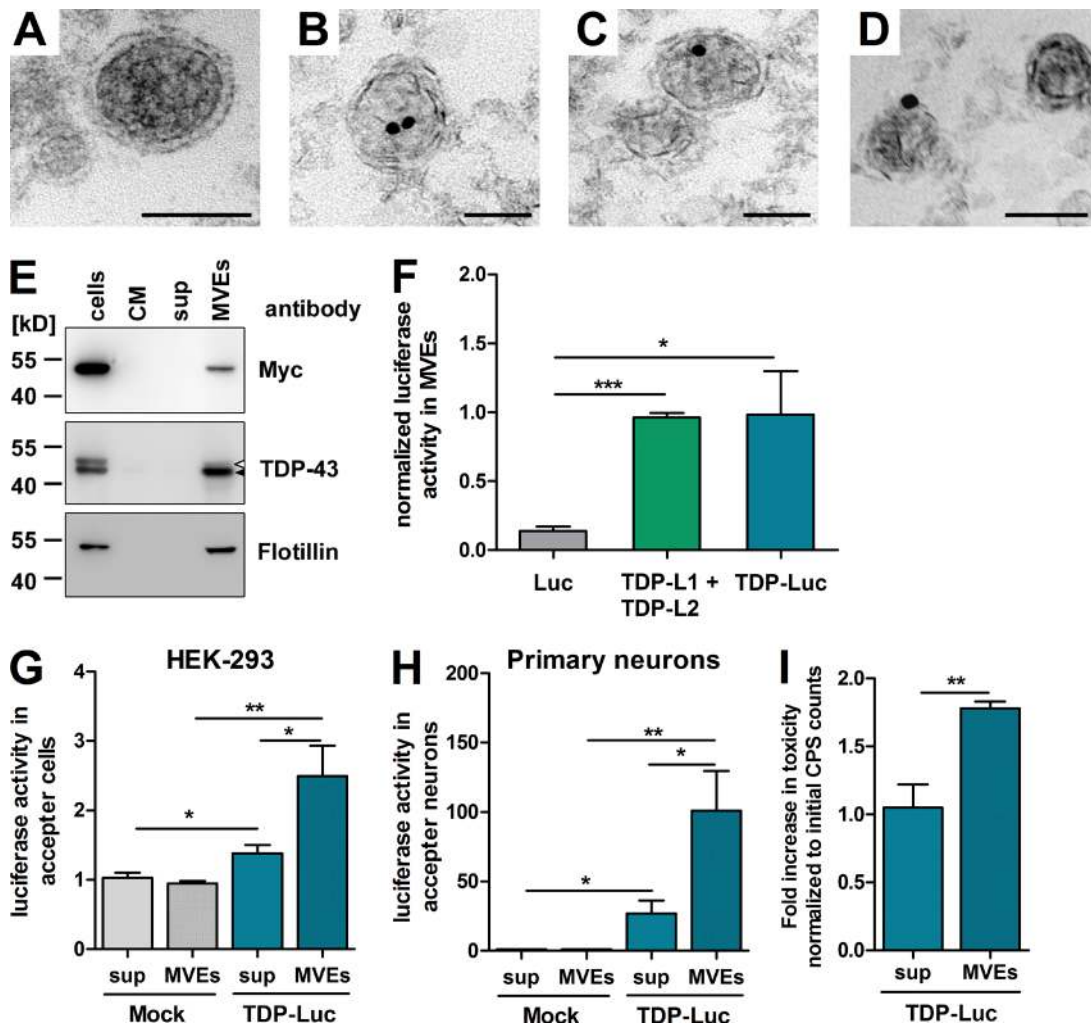 A
B
C
D
E
cells
CM
sup
MVEs
antibody
[kD]
55
40
Myc
55
40
TDP-43
55
40
Flotillin
F
normalized luciferase
activity in MVEs
2.0
1.5
1.0
0.5
0.0
*
***
Luc
TDP-L1 +
TDP-L2
TDP-Luc
G
HEK-293
luciferase activity in
accepter cells
4
3
2
1
0
**
*
*
sup
MVEs
sup
MVEs
Mock
TDP-Luc
H
Primary neurons
luciferase activity in
accepter neurons
200
150
100
50
0
**
*
*
sup
MVEs
sup
MVEs
Mock
TDP-Luc
I
Fold increase in toxicity
normalized to initial CPS counts
2.0
1.5
1.0
0.5
0.0
**
sup
MVEs
TDP-Luc